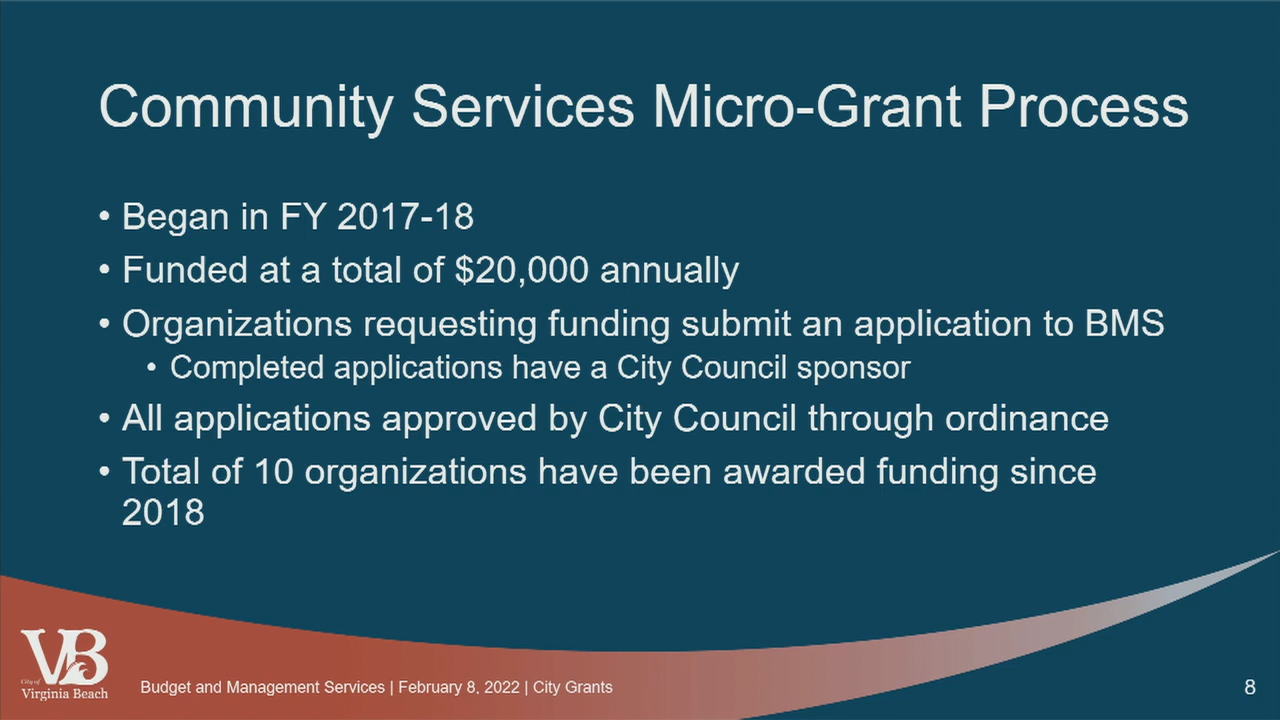 Community Services Micro-Grant Process
• Began in FY 2017-18
• Funded at a total of $20,000 annually
• Organizations requesting funding submit an application to BMS
• Completed applications have a City Council sponsor
• All applications approved by City Council through ordinance
• Total of 10 organizations have been awarded funding since
2018
VB
City of
Virginia Beach
Budget and Management Services | February 8, 2022 | City Grants
8